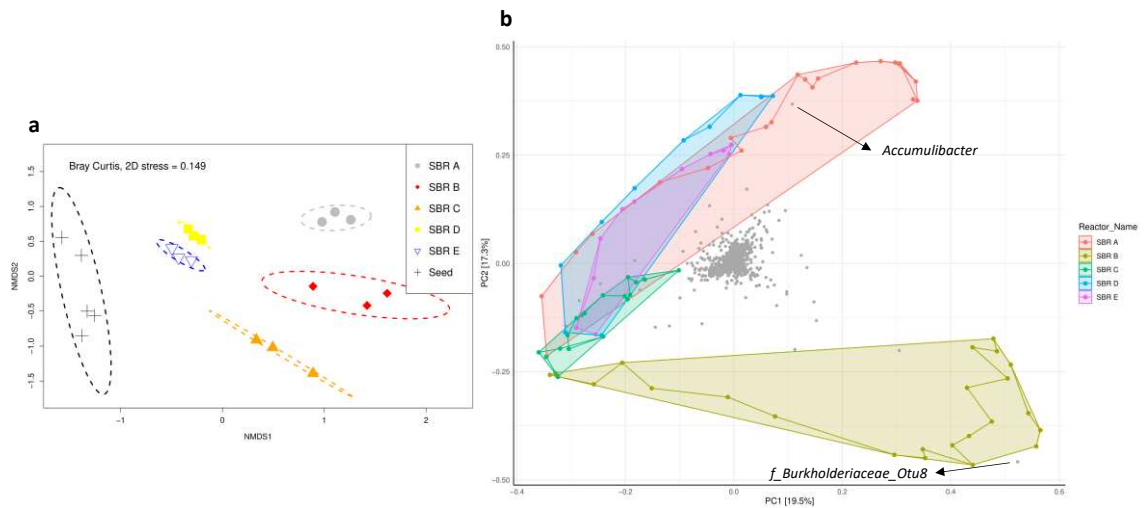 a
Bray Curtis, 2D stress = 0.149
SBR A
SBR B
SBR C
SBR D
SBR E
Seed
NMDS2
1.5
1.0
0.5
0.0
−0.5
−1.0
−1.5
−1
0
1
2
NMDS1
b
0.50
0.25
0.00
−0.25
−0.50
PC2 [17.3%]
Accumulibacter
f_Burkholderiaceae_Otu8
−0.4
−0.2
0.0
0.2
0.4
0.6
PC1 [19.5%]
Reactor_Name
SBR A
SBR B
SBR C
SBR D
SBR E